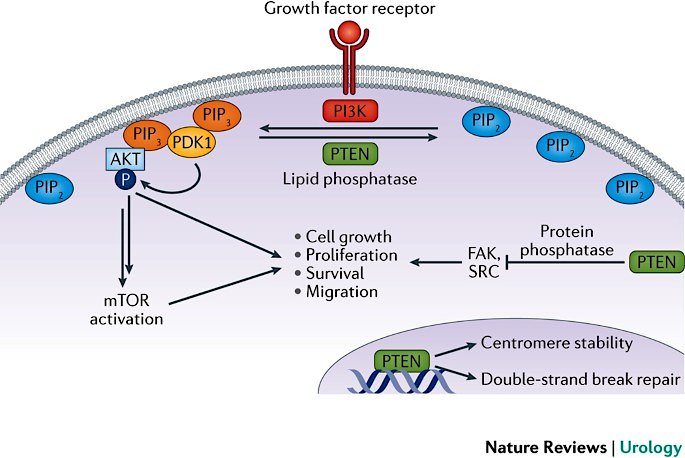 Growth factor receptor
PI3K
PTEN
Lipid phosphatase
PIP3
PIP3
PDK1
AKT
P
PIP2
PIP2
PIP2
PIP2
• Cell growth
• Proliferation
• Survival
• Migration
FAK,
SRC
Protein
phosphatase
PTEN
mTOR
activation
PTEN
Centromere stability
Double-strand break repair
Nature Reviews | Urology